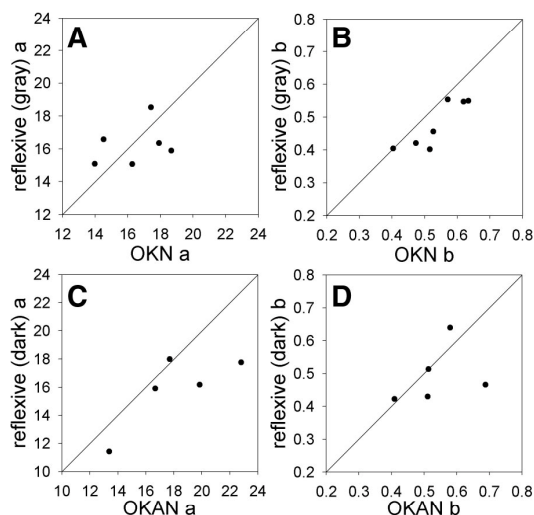 A
reflexive (gray) a
24
22
20
18
16
14
12
12 14 16 18 20 22 24
OKN a
B
reflexive (gray) b
0.8
0.7
0.6
0.5
0.4
0.3
0.2
0.2 0.3 0.4 0.5 0.6 0.7 0.8
OKN b
C
reflexive (dark) a
24
22
20
18
16
14
12
10
10 12 14 16 18 20 22 24
OKAN a
D
reflexive (dark) b
0.8
0.7
0.6
0.5
0.4
0.3
0.2
0.2 0.3 0.4 0.5 0.6 0.7 0.8
OKAN b